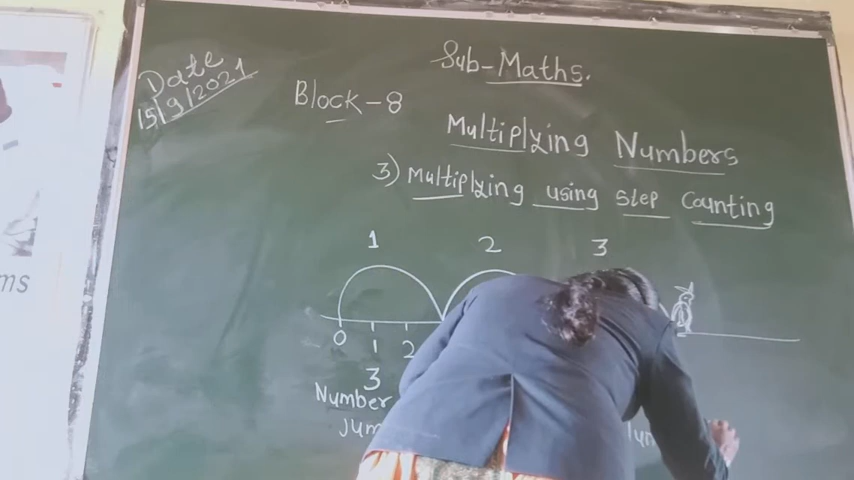 Sub-Maths.
Date
15/9/2021
Block-8
Multiplying Numbers
3) Multiplying using step counting
1 2 3
0 1 2
3
Number